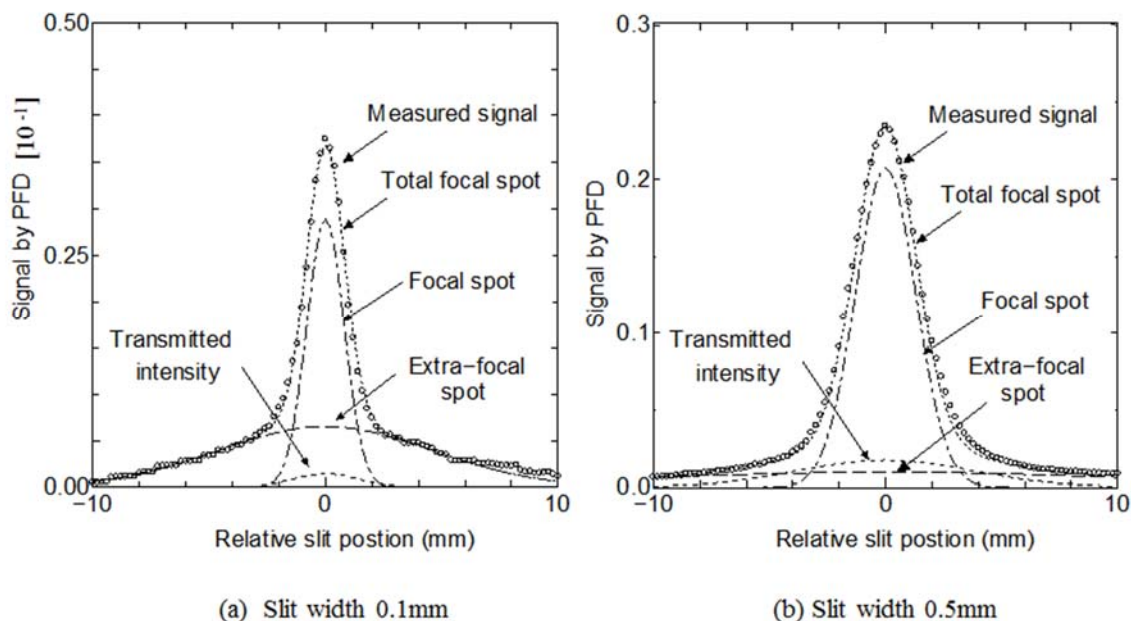 0.50
0.25
0.00
Signal by PFD [10⁻¹]
Measured signal
Total focal spot
Focal spot
Transmitted
intensity
Extra-focal
spot
-10 0 10
Relative slit postion (mm)
(a) Slit width 0.1mm
0.3
0.2
0.1
0.0
Signal by PFD
Measured signal
Total focal spot
Focal spot
Transmitted
intensity
Extra-focal
spot
-10 -2 0 2 10
Relative slit postion (mm)
(b) Slit width 0.5mm